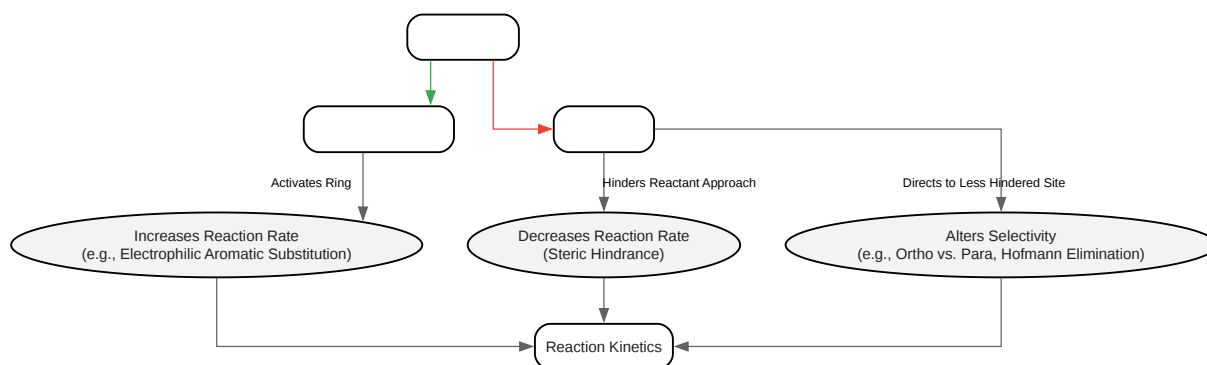 Activates Ring
Hinders Reactant Approach
Directs to Less Hindered Site
Increases Reaction Rate
(e.g., Electrophilic Aromatic Substitution)
Decreases Reaction Rate
(Steric Hindrance)
Alters Selectivity
(e.g., Ortho vs. Para, Hofmann Elimination)
Reaction Kinetics